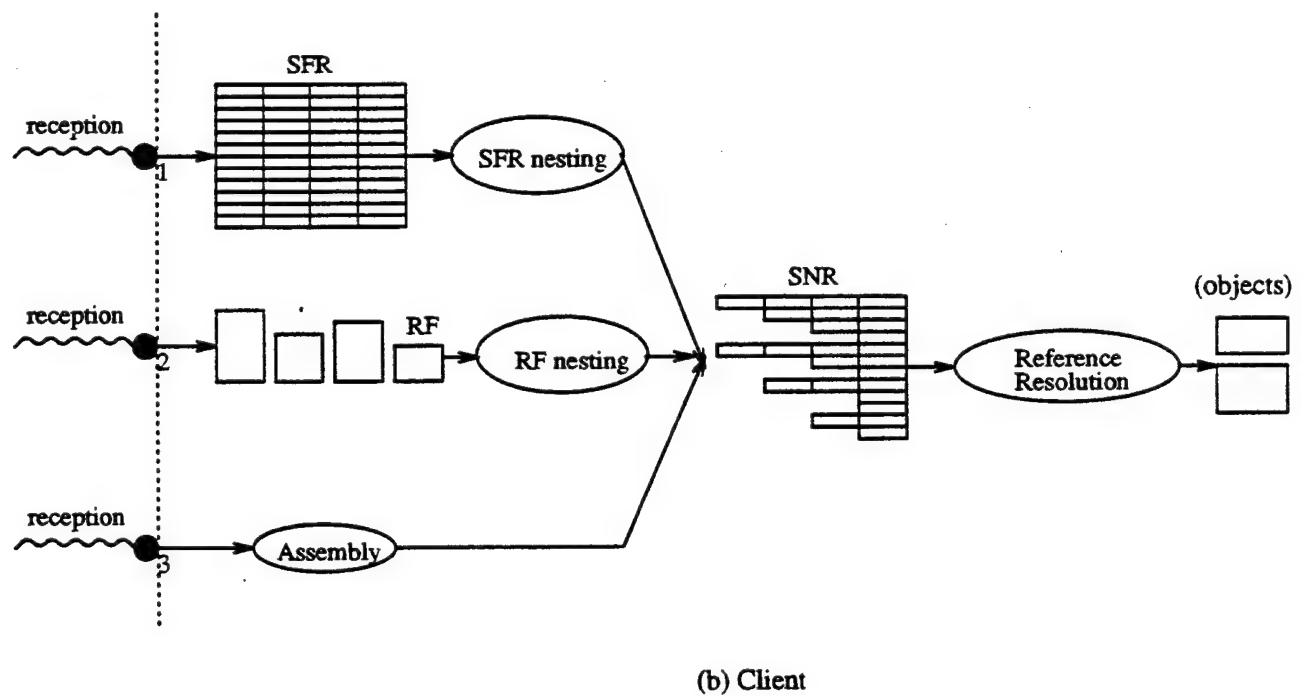 SFR
reception
1
SFR nesting
SNR
(objects)
reception
2
RF
RF nesting
Reference
Resolution
reception
3
Assembly
(b) Client